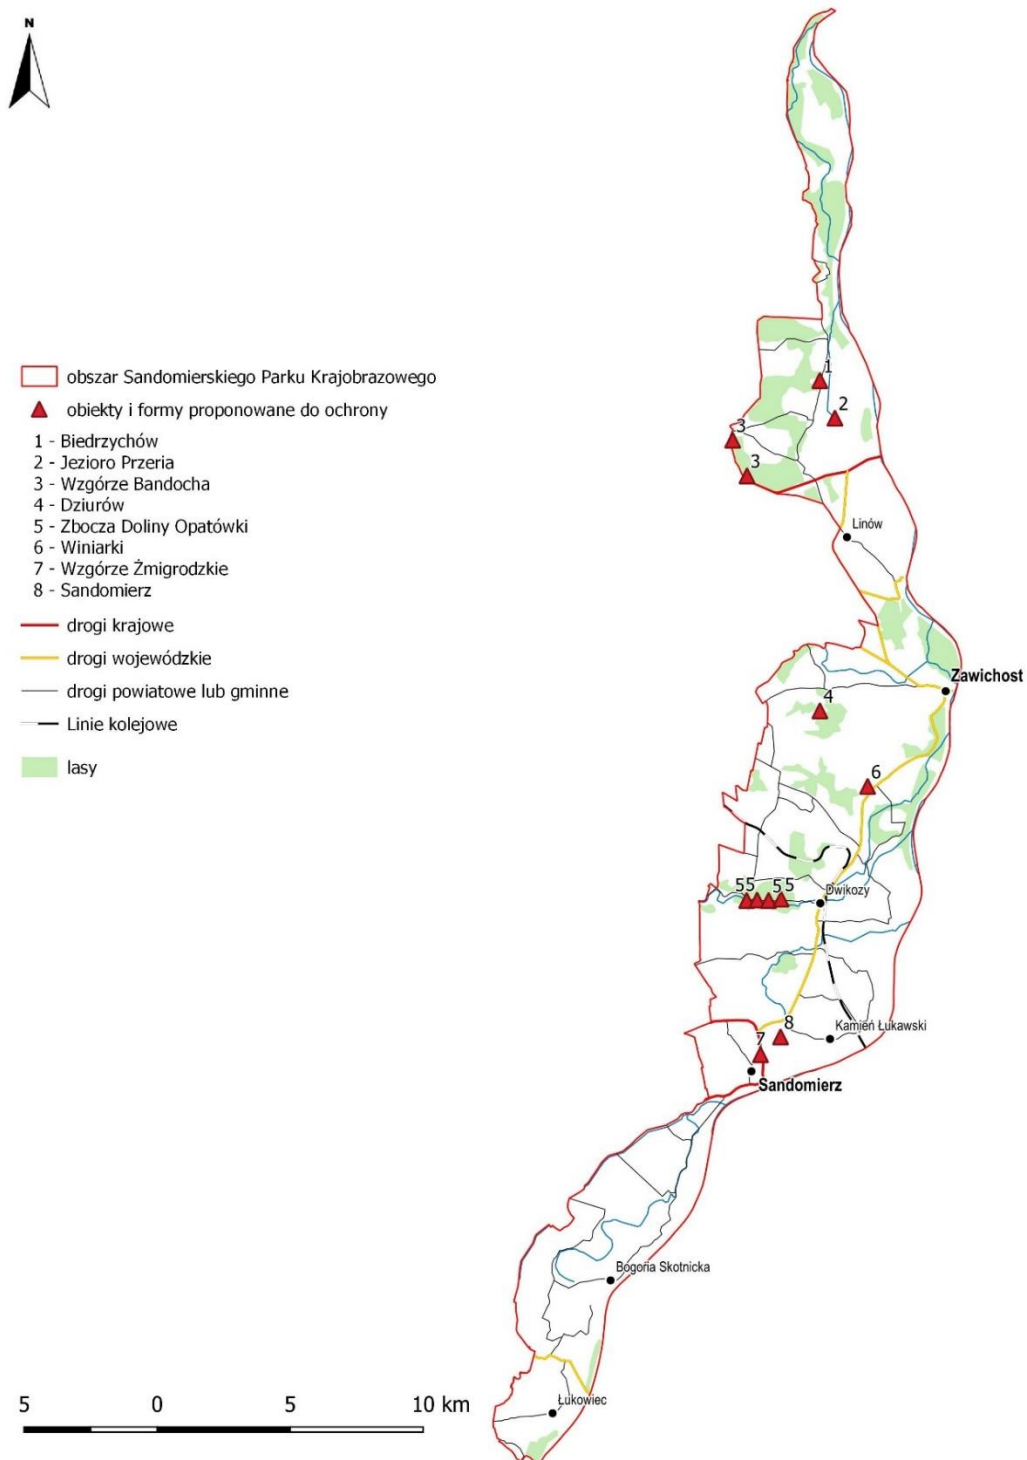 N
obszar Sandomierskiego Parku Krajobrazowego
obiekty i formy proponowane do ochrony
1 - Biedrzychów
2 - Jezioro Przeria
3 - Wzgórze Bandocha
4 - Dziurów
5 - Zbocza Doliny Opatówki
6 - Winiarki
7 - Wzgórze Żmigrodzkie
8 - Sandomierz
drogi krajowe
drogi wojewódzkie
drogi powiatowe lub gminne
Linie kolejowe
lasy
1
2
3
3
Linów
Zawichost
4
6
55 5 5
Dwikozy
8
Kamień Łukawski
7
Sandomierz
Bogoria Skotnicka
Łukowiec
5 0 5 10 km